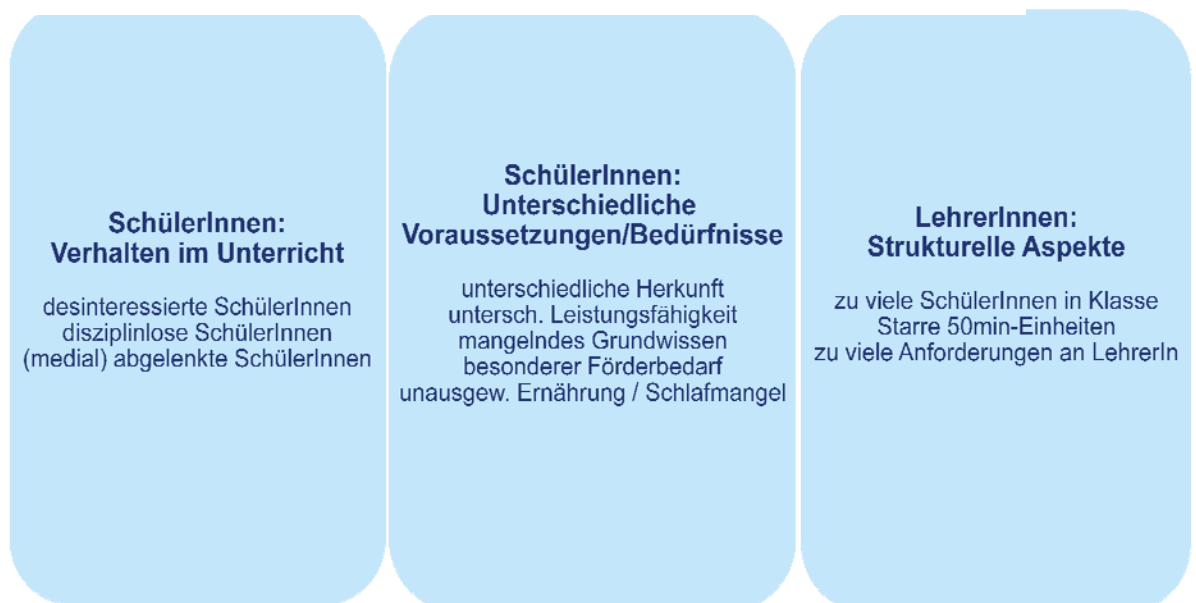 SchülerInnen:
Verhalten im Unterricht
desinteressierte SchülerInnen
disziplinlose SchülerInnen
(medial) abgelenkte SchülerInnen
SchülerInnen:
Unterschiedliche
Voraussetzungen/Bedürfnisse
unterschiedliche Herkunft
untersch. Leistungsfähigkeit
mangelndes Grundwissen
besonderer Förderbedarf
unausgew. Ernährung / Schlafmangel
LehrerInnen:
Strukturelle Aspekte
zu viele SchülerInnen in Klasse
Starre 50min-Einheiten
zu viele Anforderungen an LehrerIn